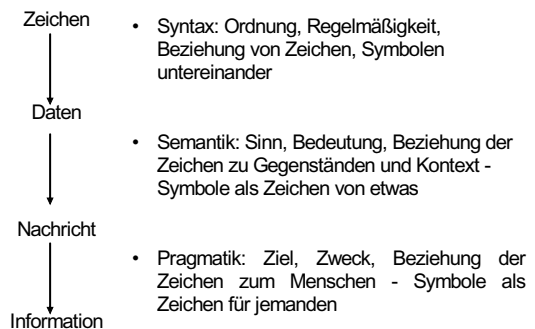 Zeichen
• Syntax: Ordnung, Regelmäßigkeit,
Beziehung von Zeichen, Symbolen
untereinander
Daten
• Semantik: Sinn, Bedeutung, Beziehung der
Zeichen zu Gegenständen und Kontext -
Symbole als Zeichen von etwas
Nachricht
• Pragmatik: Ziel, Zweck, Beziehung der
Zeichen zum Menschen - Symbole als
Zeichen für jemanden
Information